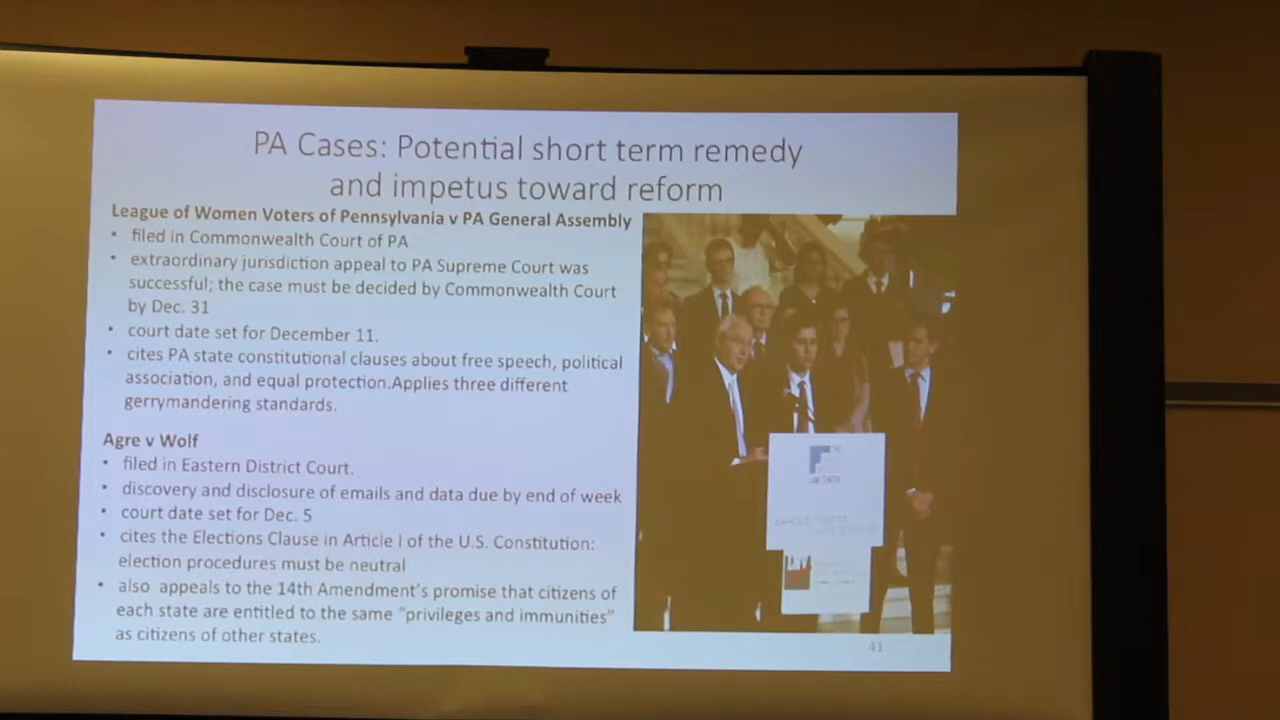 PA Cases: Potential short term remedy
and impetus toward reform
League of Women Voters of Pennsylvania v PA General Assembly
• filed in Commonwealth Court of PA
• extraordinary jurisdiction appeal to PA Supreme Court was
successful; the case must be decided by Commonwealth Court
by Dec. 31
• court date set for December 11.
• cites PA state constitutional clauses about free speech, political
association, and equal protection.Applies three different
gerrymandering standards.
Agre v Wolf
• filed in Eastern District Court.
• discovery and disclosure of emails and data due by end of week
• court date set for Dec. 5
• cites the Elections Clause in Article I of the U.S. Constitution:
election procedures must be neutral
• also appeals to the 14th Amendment's promise that citizens of
each state are entitled to the same "privileges and immunities"
as citizens of other states.
41